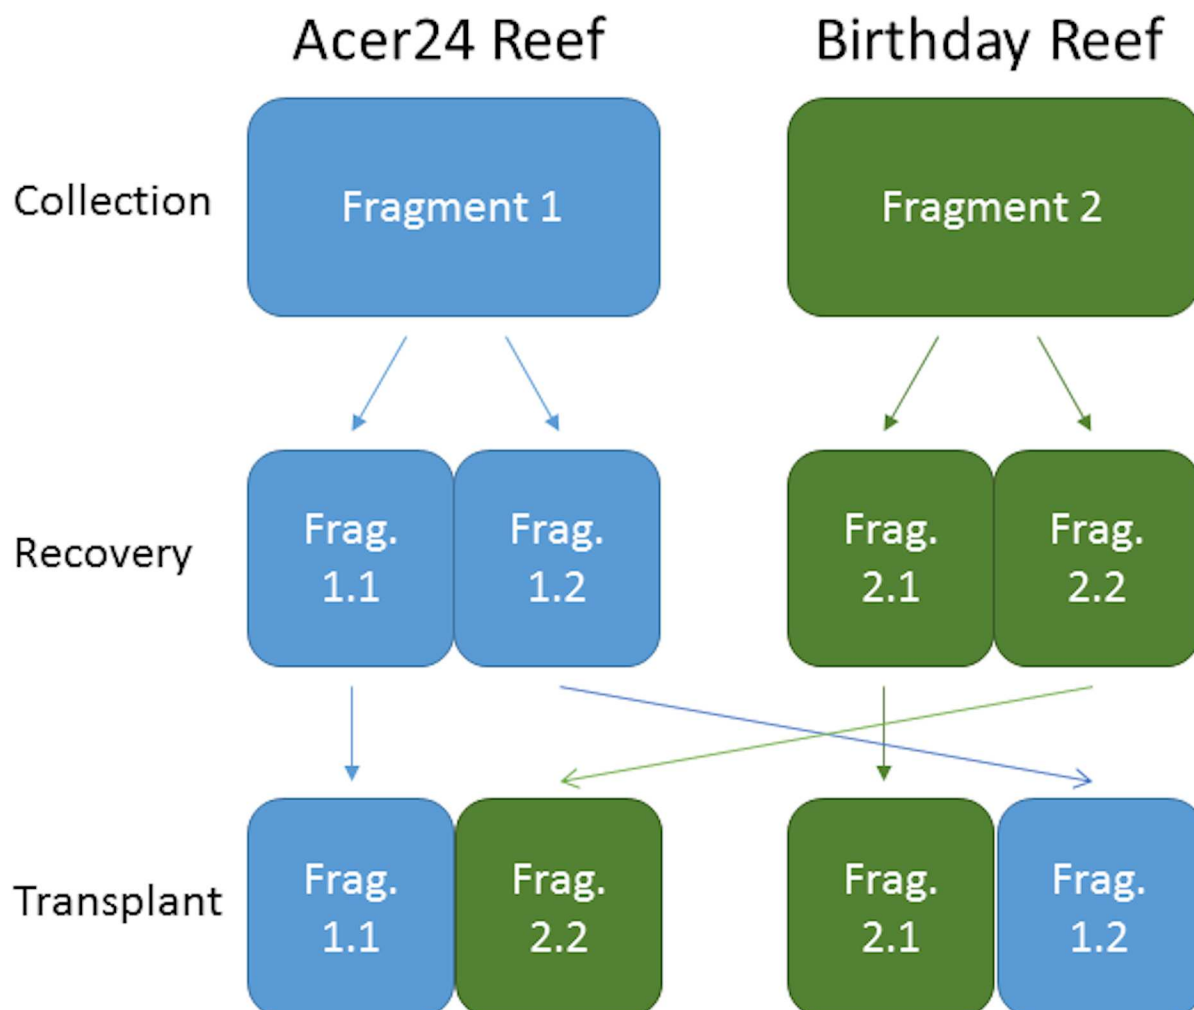 Acer24 Reef
Birthday Reef
Collection
Fragment 1
Fragment 2
Recovery
Frag.
1.1
Frag.
1.2
Frag.
2.1
Frag.
2.2
Transplant
Frag.
1.1
Frag.
2.2
Frag.
2.1
Frag.
1.2